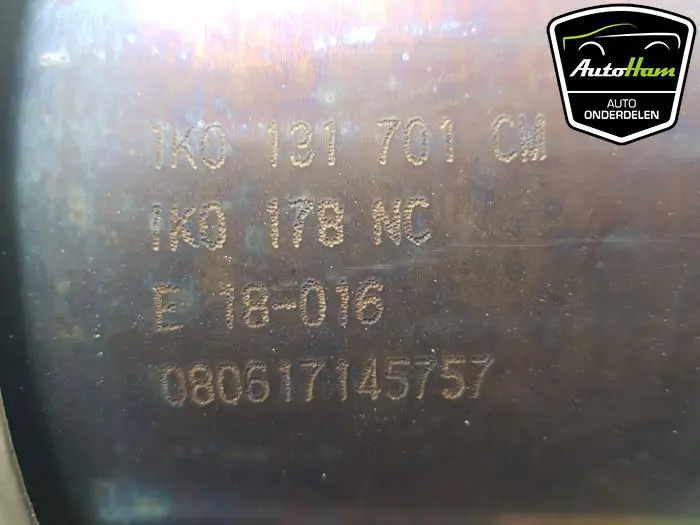 AutoHam
AUTO
ONDERDELEN
1K0 131 701 CM
1K0 178 NC
E 18-016
080617145757